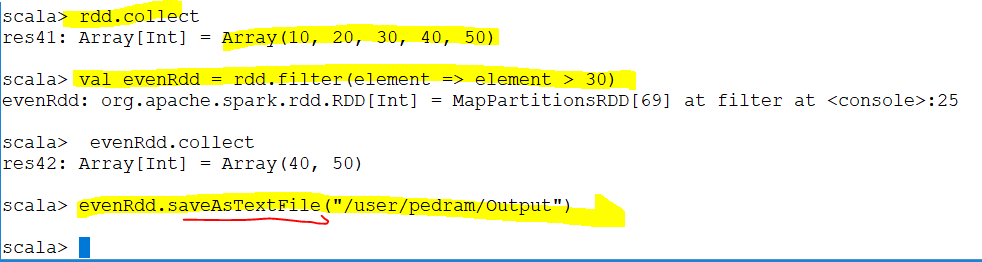 scala> rdd.collect
res41: Array[Int] = Array(10, 20, 30, 40, 50)
scala> val evenRdd = rdd.filter(element => element > 30)
evenRdd: org.apache.spark.rdd.RDD[Int] = MapPartitionsRDD[69] at filter at <console>:25
scala>  evenRdd.collect
res42: Array[Int] = Array(40, 50)
scala> evenRdd.saveAsTextFile("/user/pedram/Output")
scala>